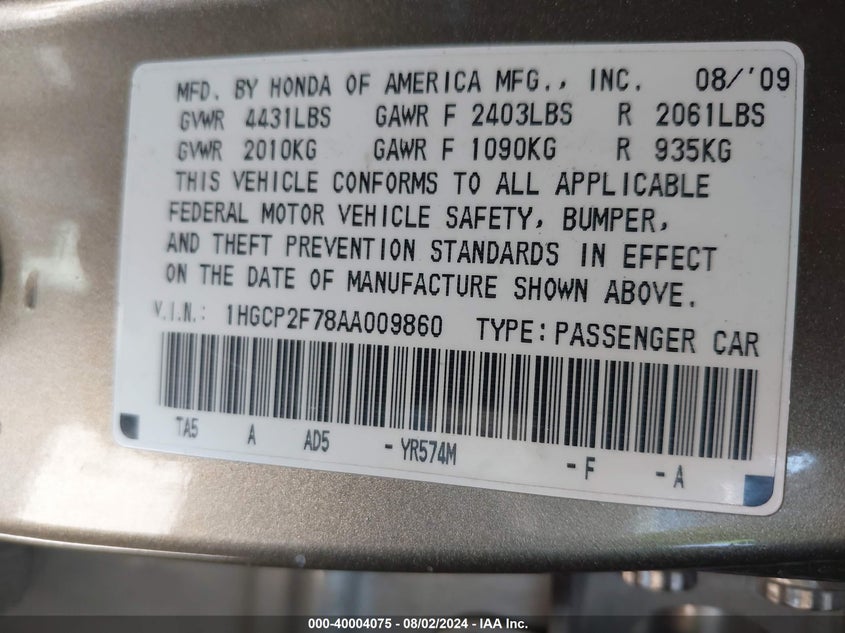 MFD. BY HONDA OF AMERICA MFG., INC. 08/'09
GVWR 4431LBS GAWR F 2403LBS R 2061LBS
GVWR 2010KG GAWR F 1090KG R 935KG
THIS VEHICLE CONFORMS TO ALL APPLICABLE
FEDERAL MOTOR VEHICLE SAFETY, BUMPER,
AND THEFT PREVENTION STANDARDS IN EFFECT
ON THE DATE OF MANUFACTURE SHOWN ABOVE.
V.I.N.: 1HGCP2F78AA009860 TYPE: PASSENGER CAR
TA5 A AD5 - YR574M - F - A
000-40004075 - 08/02/2024 - IAA Inc.